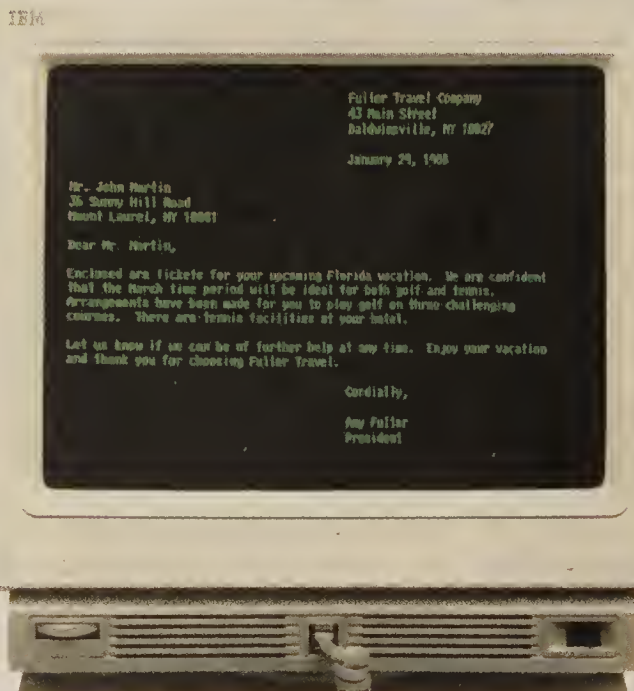 IBM
Fuller Travel Company
43 Main Street
Baldwinsville, NY 10027
January 29, 1988
Mr. John Martin
36 Sunny Hill Road
Mount Laurel, NY 10001
Dear Mr. Martin,
Enclosed are tickets for your upcoming Florida vacation. We are confident
that the March time period will be ideal for both golf and tennis.
Arrangements have been made for you to play golf on three challenging
courses. There are tennis facilities at your hotel.
Let us know if we can be of further help at any time. Enjoy your vacation
and thank you for choosing Fuller Travel.
Cordially,
Amy Fuller
President